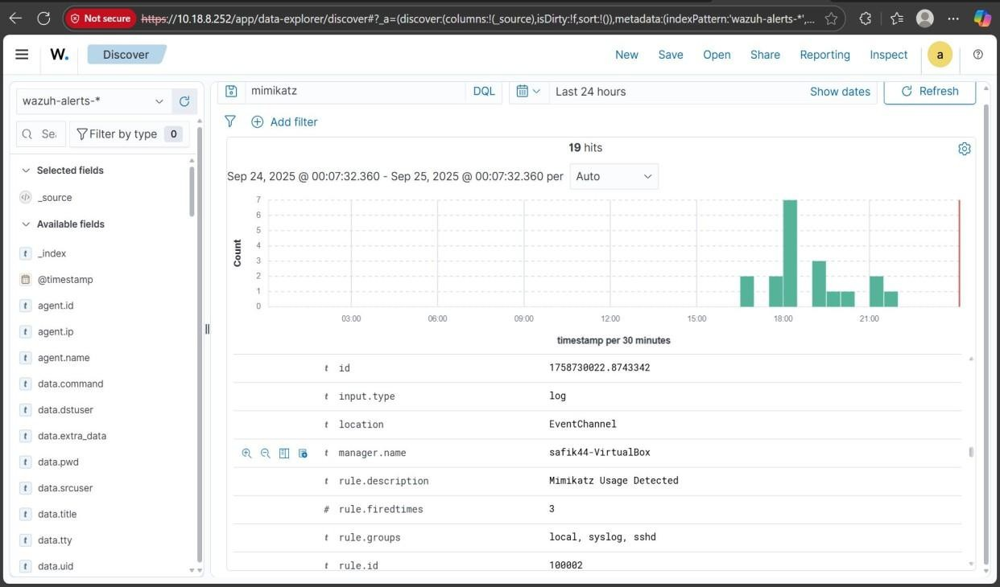 Not secure https://10.18.8.252/app/data-explorer/discover#?_a=(discover:(columns:!(_source),isDirty:!f,sort:!()),metadata:(indexPattern:'wazuh-alerts-*',...
W. Discover New Save Open Share Reporting Inspect a
wazuh-alerts-*
mimikatz DQL Last 24 hours Show dates Refresh
Se Filter by type 0
Add filter
Selected fields
_source
Available fields
t _index
@timestamp
t agent.id
t agent.ip
t agent.name
t data.command
t data.dstuser
t data.extra_data
t data.pwd
t data.srcuser
t data.title
t data.tty
t data.uid
19 hits
Sep 24, 2025 @ 00:07:32.360 - Sep 25, 2025 @ 00:07:32.360 per Auto
Count
7
6
5
4
3
2
1
0
03:00 06:00 09:00 12:00 15:00 18:00 21:00
timestamp per 30 minutes
t id 1758730022.8743342
t input.type log
t location EventChannel
t manager.name safik44-VirtualBox
t rule.description Mimikatz Usage Detected
# rule.firedtimes 3
t rule.groups local, syslog, sshd
t rule.id 100002